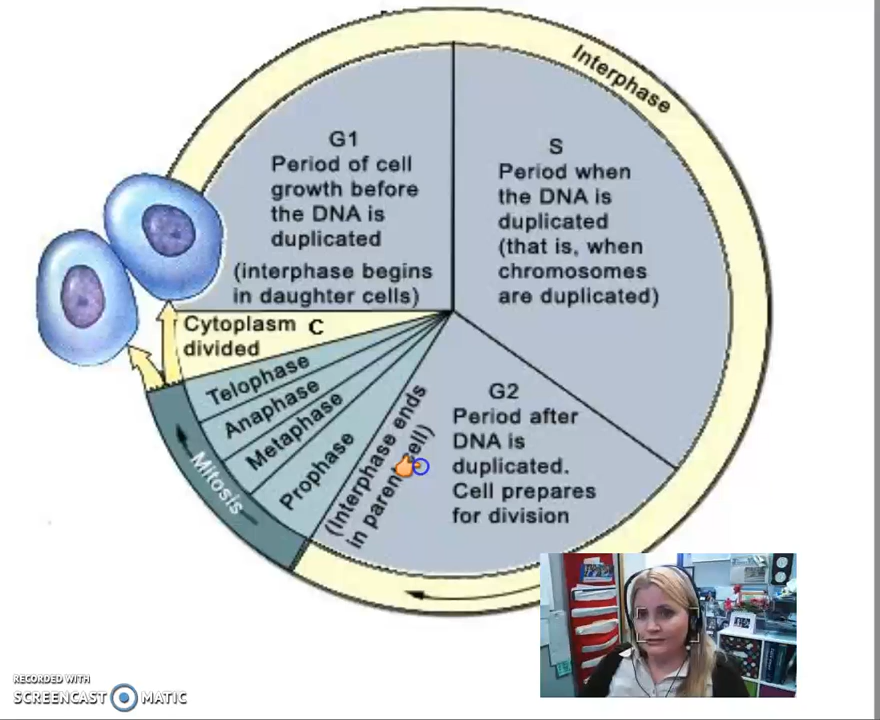 Interphase
G1
Period of cell
growth before
the DNA is
duplicated
(interphase begins
in daughter cells)
S
Period when
the DNA is
duplicated
(that is, when
chromosomes
are duplicated)
Cytoplasm C
divided
Telophase
Anaphase
Metaphase
Prophase
Mitosis
(Interphase ends
in parent cell)
G2
Period after
DNA is
duplicated.
Cell prepares
for division
RECORDED WITH
SCREENCAST MATIC